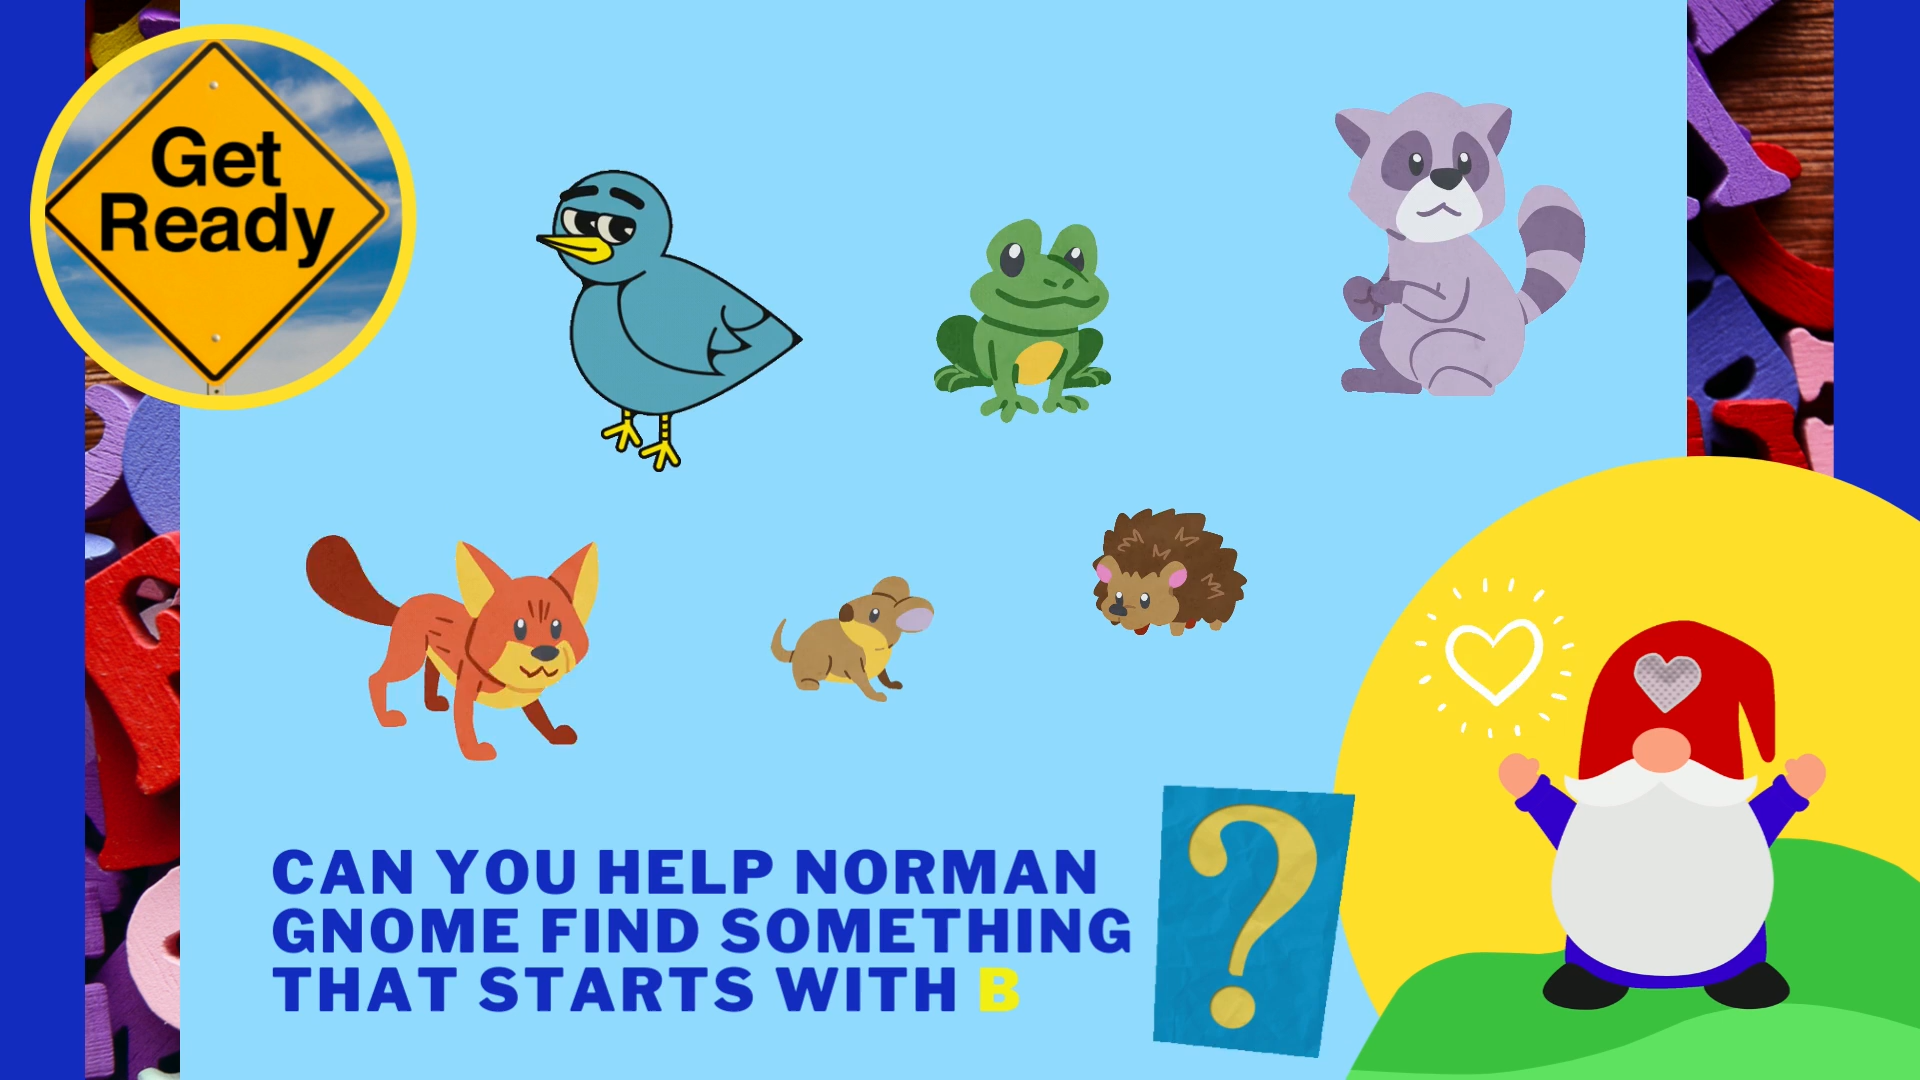 Get
Ready
CAN YOU HELP NORMAN
GNOME FIND SOMETHING
THAT STARTS WITH B
?